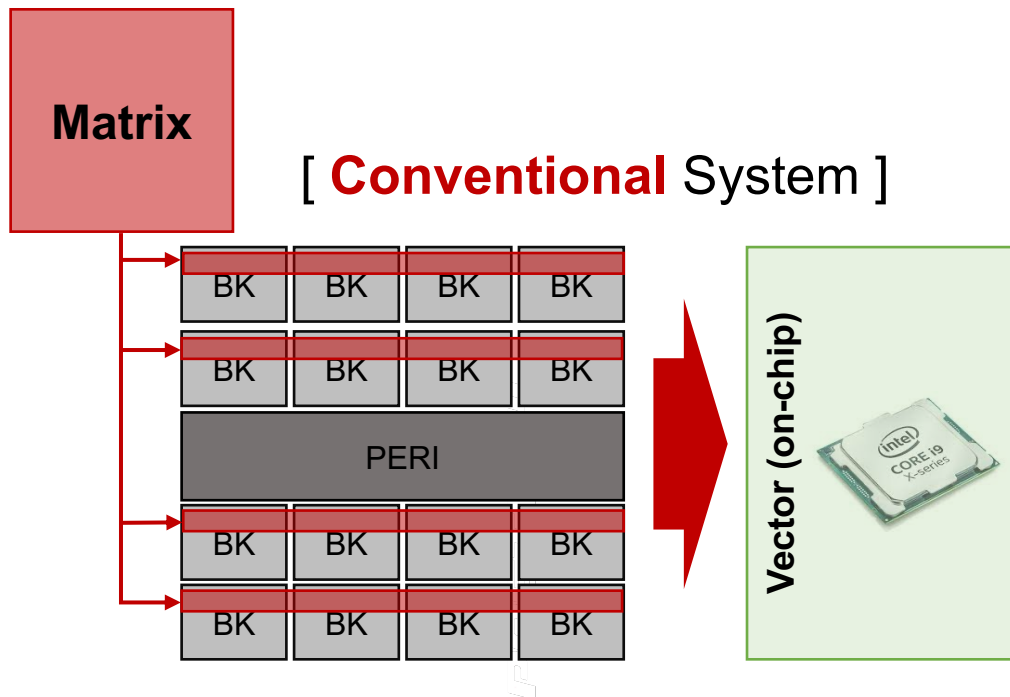 Matrix
[ Conventional System ]
BK BK BK BK
BK BK BK BK
PERI
BK BK BK BK
BK BK BK BK
Vector (on-chip)
intel
CORE i9
X-series